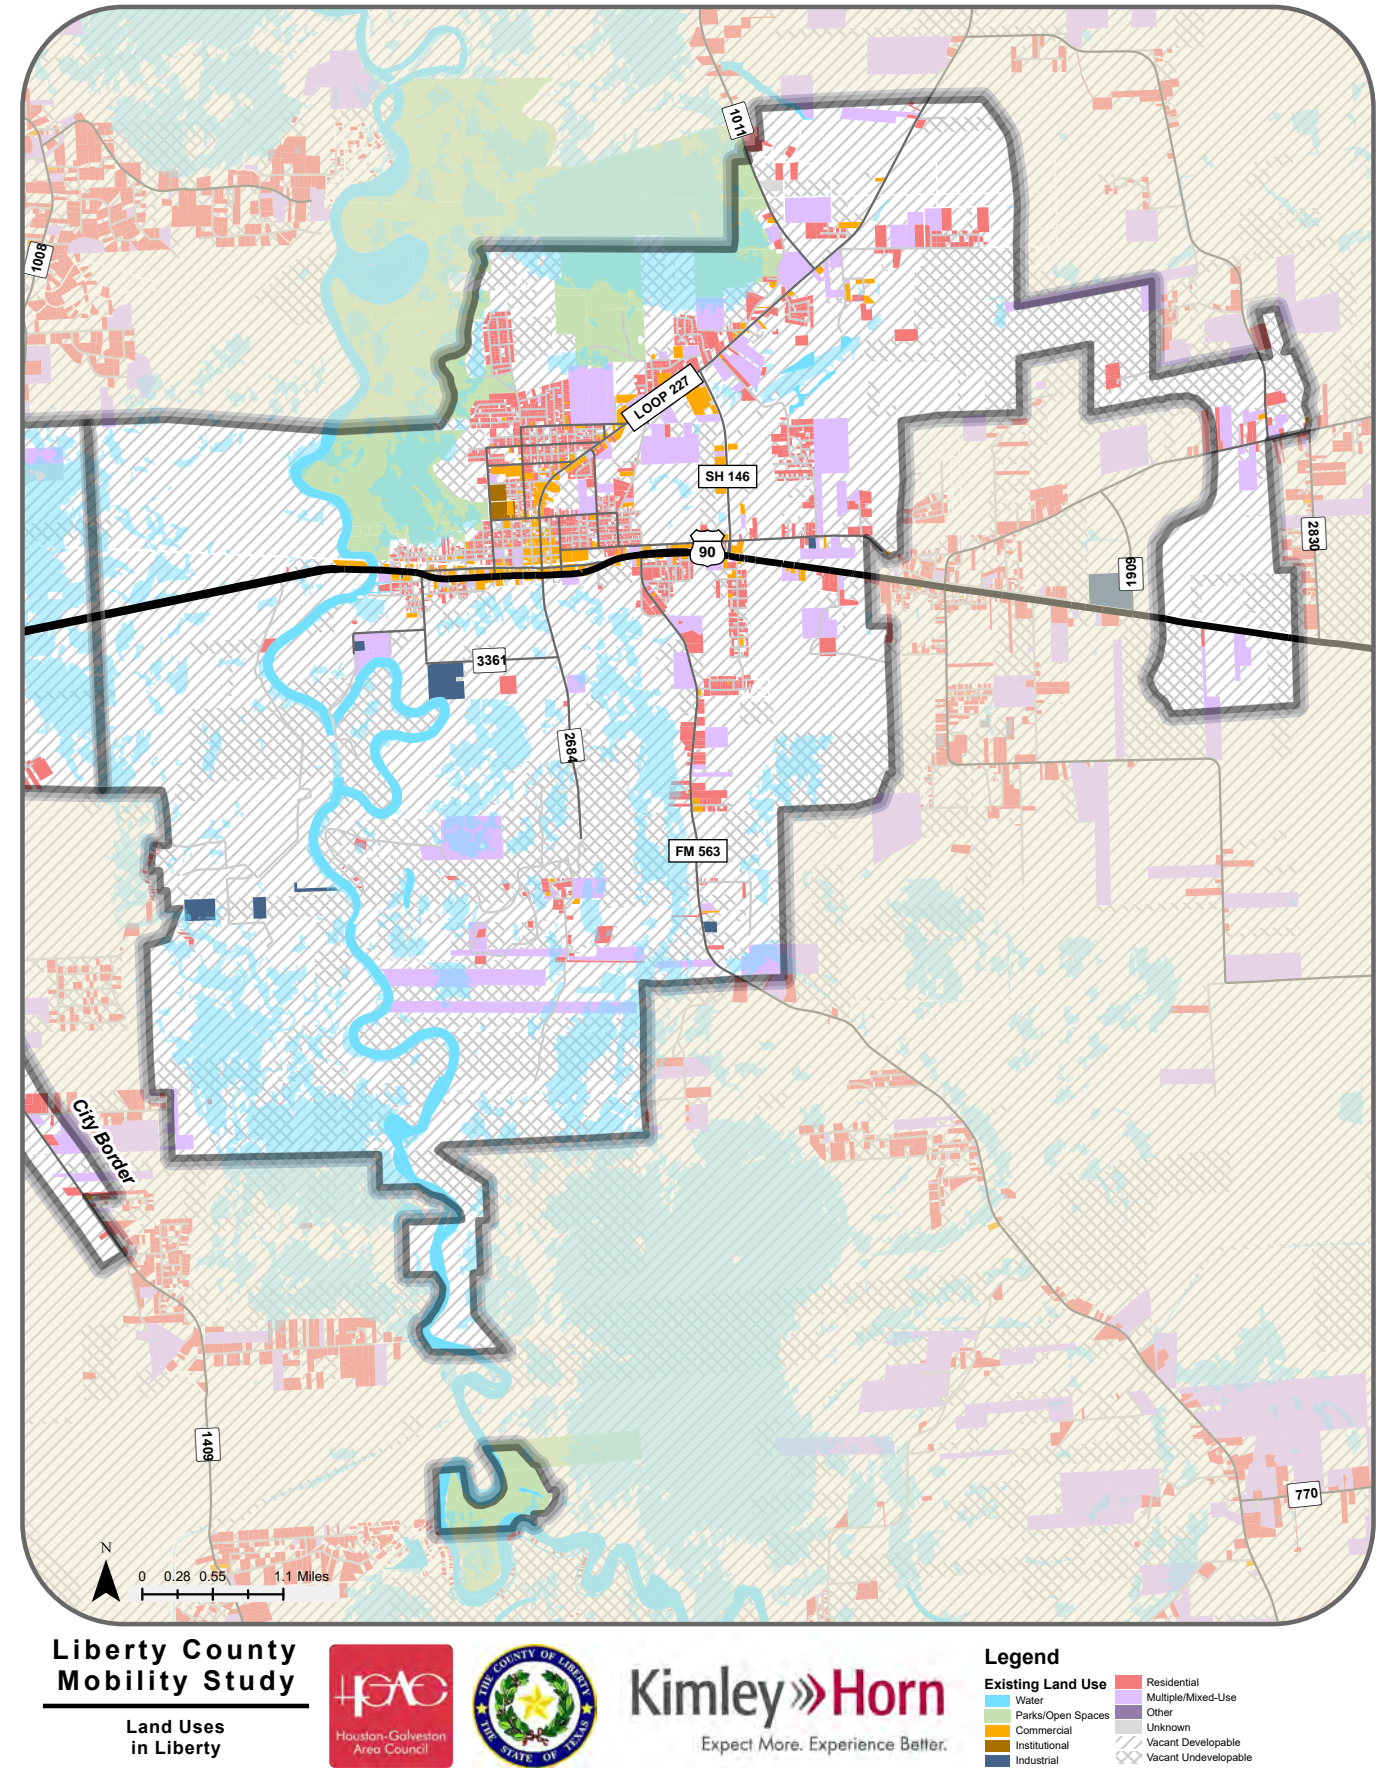 1011
1008
LOOP 227
SH 146
90
2830
1909
3361
2684
FM 563
City Border
1409
770
N
0 0.28 0.55 1.1 Miles
Liberty County
Mobility Study
Land Uses
in Liberty
HGAC
Houston-Galveston
Area Council
THE COUNTY OF LIBERTY
THE STATE OF TEXAS
Kimley»Horn
Expect More. Experience Better.
Legend
Existing Land Use
Water
Parks/Open Spaces
Commercial
Institutional
Industrial
Residential
Multiple/Mixed-Use
Other
Unknown
Vacant Developable
Vacant Undevelopable